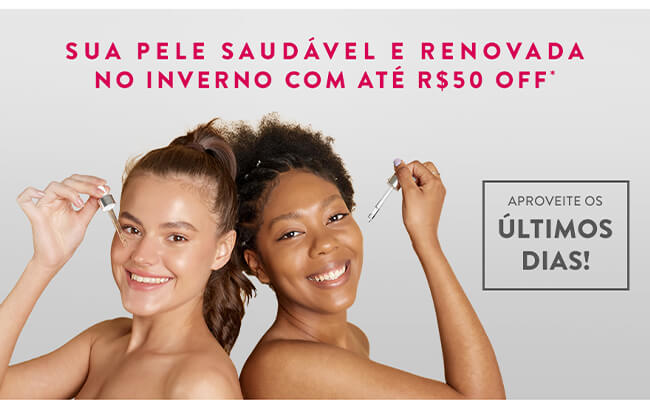 SUA PELE SAUDÁVEL E RENOVADA
NO INVERNO COM ATÉ R$50 OFF*
APROVEITE OS
ÚLTIMOS
DIAS!